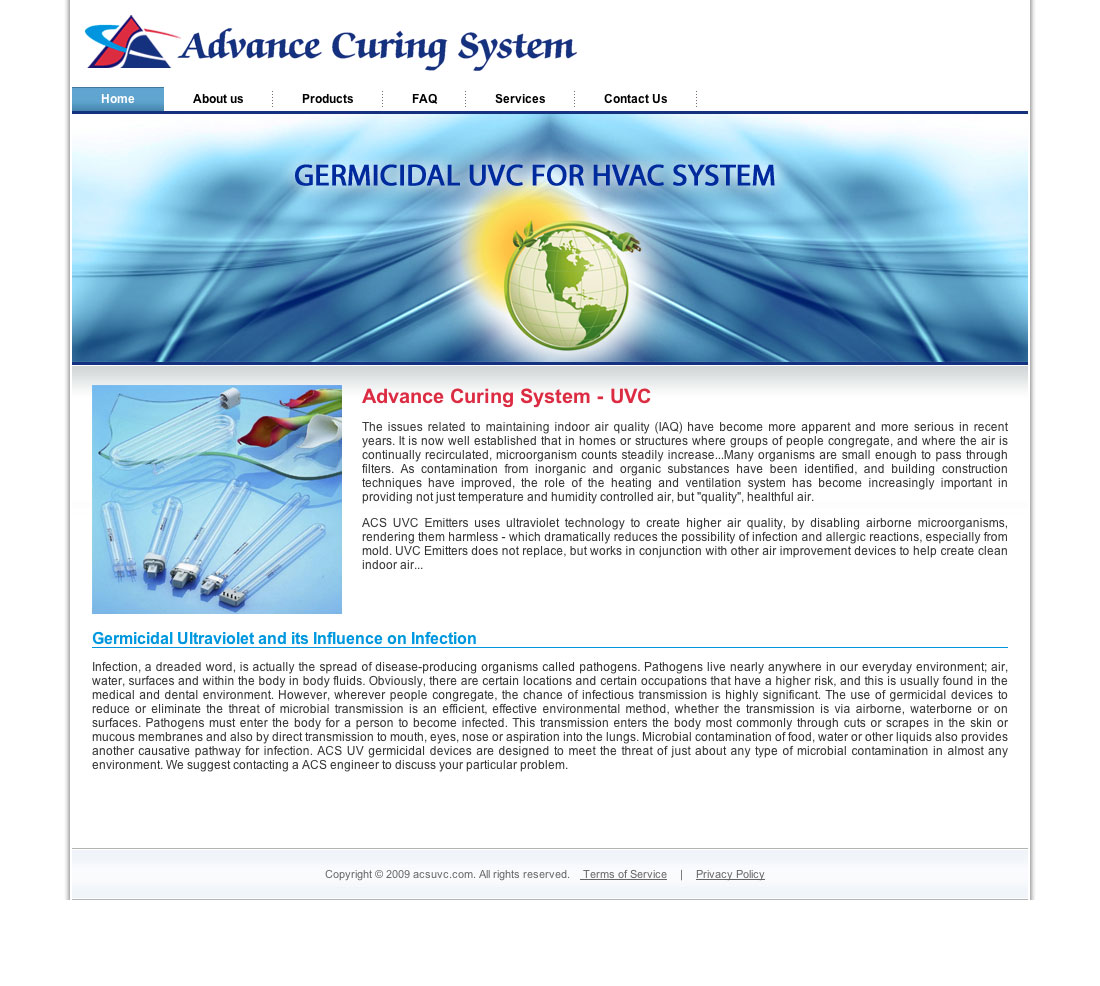 Advance Curing System
Home About us Products FAQ Services Contact Us
GERMICIDAL UVC FOR HVAC SYSTEM
Advance Curing System - UVC
The issues related to maintaining indoor air quality (IAQ) have become more apparent and more serious in recent
years. It is now well established that in homes or structures where groups of people congregate, and where the air is
continually recirculated, microorganism counts steadily increase...Many organisms are small enough to pass through
filters. As contamination from inorganic and organic substances have been identified, and building construction
techniques have improved, the role of the heating and ventilation system has become increasingly important in
providing not just temperature and humidity controlled air, but "quality", healthful air.
ACS UVC Emitters uses ultraviolet technology to create higher air quality, by disabling airborne microorganisms,
rendering them harmless - which dramatically reduces the possibility of infection and allergic reactions, especially from
mold. UVC Emitters does not replace, but works in conjunction with other air improvement devices to help create clean
indoor air...
Germicidal Ultraviolet and its Influence on Infection
Infection, a dreaded word, is actually the spread of disease-producing organisms called pathogens. Pathogens live nearly anywhere in our everyday environment; air,
water, surfaces and within the body in body fluids. Obviously, there are certain locations and certain occupations that have a higher risk, and this is usually found in the
medical and dental environment. However, wherever people congregate, the chance of infectious transmission is highly significant. The use of germicidal devices to
reduce or eliminate the threat of microbial transmission is an efficient, effective environmental method, whether the transmission is via airborne, waterborne or on
surfaces. Pathogens must enter the body for a person to become infected. This transmission enters the body most commonly through cuts or scrapes in the skin or
mucous membranes and also by direct transmission to mouth, eyes, nose or aspiration into the lungs. Microbial contamination of food, water or other liquids also provides
another causative pathway for infection. ACS UV germicidal devices are designed to meet the threat of just about any type of microbial contamination in almost any
environment. We suggest contacting a ACS engineer to discuss your particular problem.
Copyright © 2009 acsuvc.com. All rights reserved. Terms of Service | Privacy Policy